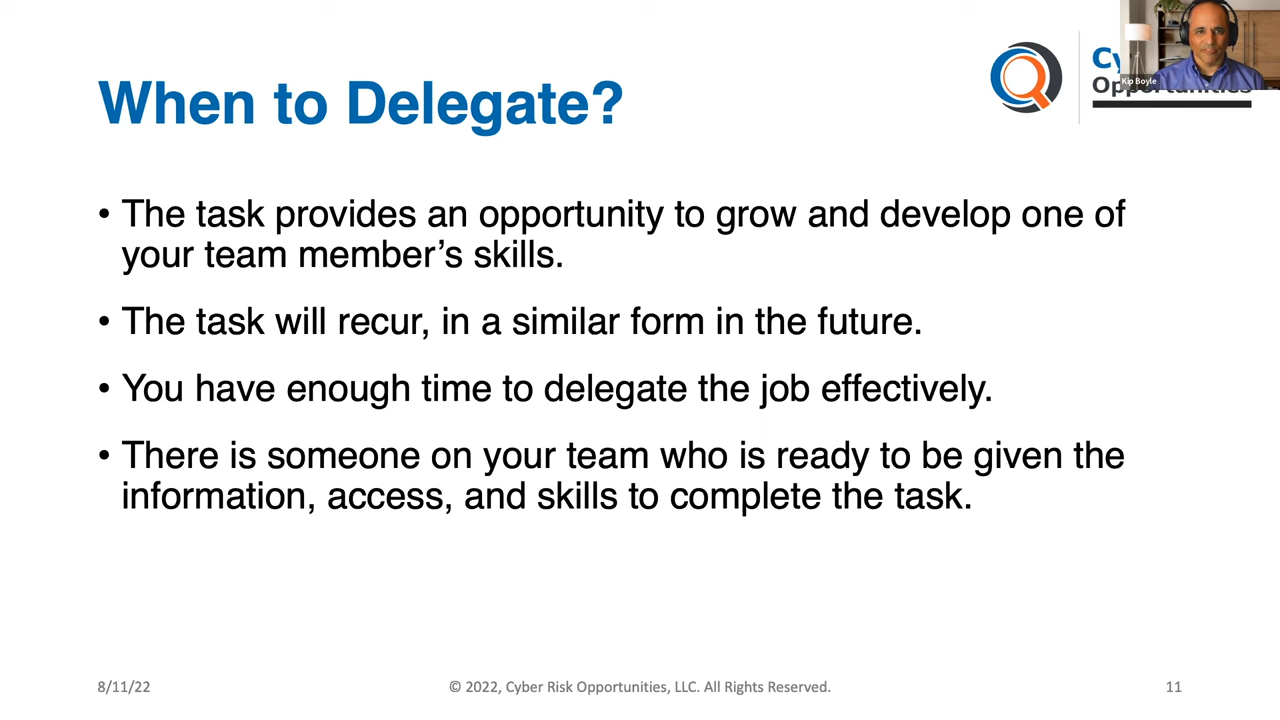 When to Delegate?
Cy
Opportunities
Kip Boyle
• The task provides an opportunity to grow and develop one of
your team member’s skills.
• The task will recur, in a similar form in the future.
• You have enough time to delegate the job effectively.
• There is someone on your team who is ready to be given the
information, access, and skills to complete the task.
8/11/22
© 2022, Cyber Risk Opportunities, LLC. All Rights Reserved.
11